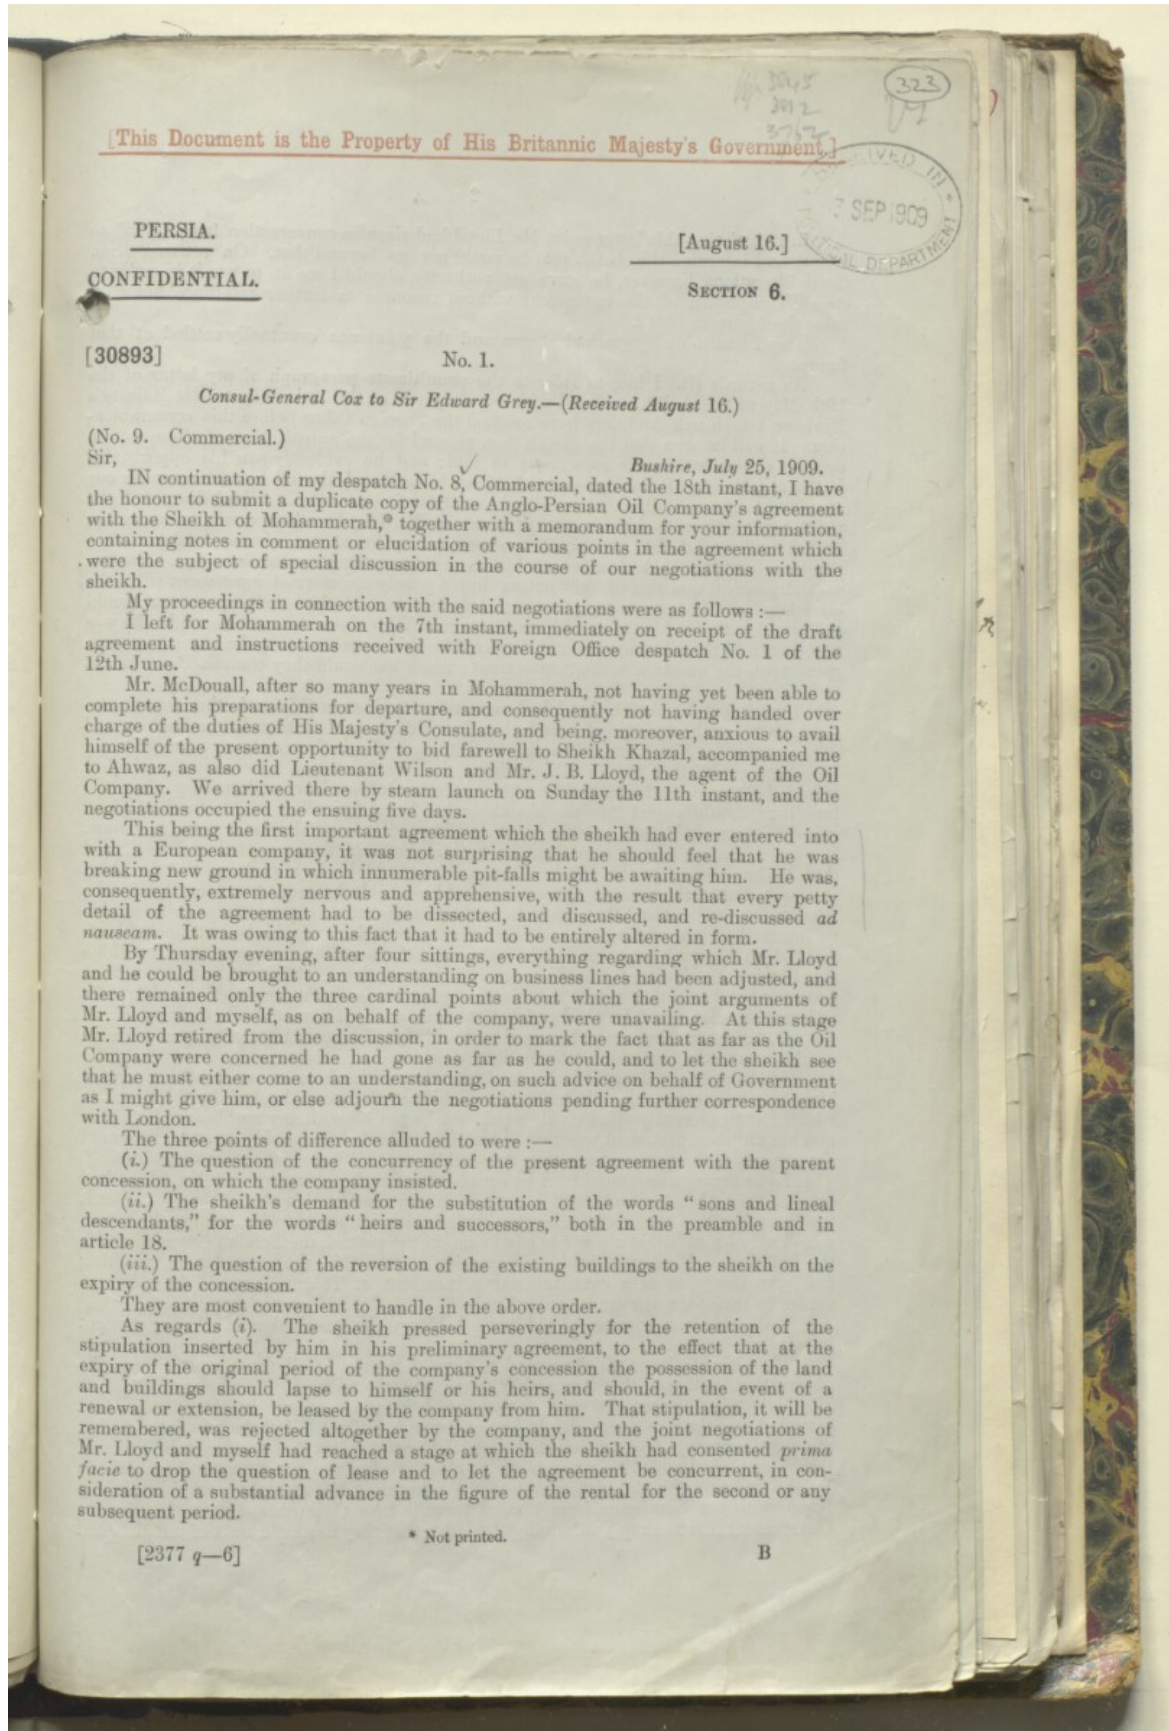 323
3812
[This Document is the Property of His Britannic Majesty's Government.]
RECEIVED IN
SEP 1909
DEPARTMENT
PERSIA.
[August 16.]
CONFIDENTIAL.
SECTION 6.
[30893]
No. 1.
Consul-General Cox to Sir Edward Grey.—(Received August 16.)
(No. 9. Commercial.)
Sir,
Bushire, July 25, 1909.
IN continuation of my despatch No. 8, Commercial, dated the 18th instant, I have
the honour to submit a duplicate copy of the Anglo-Persian Oil Company's agreement
with the Sheikh of Mohammerah,* together with a memorandum for your information,
containing notes in comment or elucidation of various points in the agreement which
were the subject of special discussion in the course of our negotiations with the
sheikh.
My proceedings in connection with the said negotiations were as follows :—
I left for Mohammerah on the 7th instant, immediately on receipt of the draft
agreement and instructions received with Foreign Office despatch No. 1 of the
12th June.
Mr. McDouall, after so many years in Mohammerah, not having yet been able to
complete his preparations for departure, and consequently not having handed over
charge of the duties of His Majesty's Consulate, and being, moreover, anxious to avail
himself of the present opportunity to bid farewell to Sheikh Khazal, accompanied me
to Ahwaz, as also did Lieutenant Wilson and Mr. J. B. Lloyd, the agent of the Oil
Company. We arrived there by steam launch on Sunday the 11th instant, and the
negotiations occupied the ensuing five days.
This being the first important agreement which the sheikh had ever entered into
with a European company, it was not surprising that he should feel that he was
breaking new ground in which innumerable pit-falls might be awaiting him. He was,
consequently, extremely nervous and apprehensive, with the result that every petty
detail of the agreement had to be dissected, and discussed, and re-discussed ad
nauseam. It was owing to this fact that it had to be entirely altered in form.
By Thursday evening, after four sittings, everything regarding which Mr. Lloyd
and he could be brought to an understanding on business lines had been adjusted, and
there remained only the three cardinal points about which the joint arguments of
Mr. Lloyd and myself, as on behalf of the company, were unavailing. At this stage
Mr. Lloyd retired from the discussion, in order to mark the fact that as far as the Oil
Company were concerned he had gone as far as he could, and to let the sheikh see
that he must either come to an understanding, on such advice on behalf of Government
as I might give him, or else adjourn the negotiations pending further correspondence
with London.
The three points of difference alluded to were :—
(i.) The question of the concurrency of the present agreement with the parent
concession, on which the company insisted.
(ii.) The sheikh's demand for the substitution of the words "sons and lineal
descendants," for the words "heirs and successors," both in the preamble and in
article 18.
(iii.) The question of the reversion of the existing buildings to the sheikh on the
expiry of the concession.
They are most convenient to handle in the above order.
As regards (i). The sheikh pressed perseveringly for the retention of the
stipulation inserted by him in his preliminary agreement, to the effect that at the
expiry of the original period of the company's concession the possession of the land
and buildings should lapse to himself or his heirs, and should, in the event of a
renewal or extension, be leased by the company from him. That stipulation, it will be
remembered, was rejected altogether by the company, and the joint negotiations of
Mr. Lloyd and myself had reached a stage at which the sheikh had consented prima
facie to drop the question of lease and to let the agreement be concurrent, in con-
sideration of a substantial advance in the figure of the rental for the second or any
subsequent period.
* Not printed.
[2377 q—6]
B